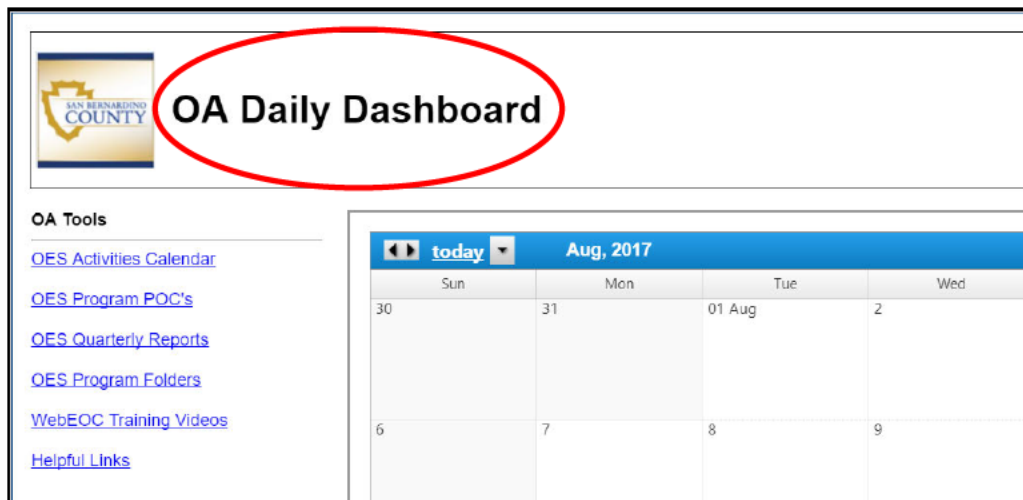 SAN BERNARDINO
COUNTY
OA Daily Dashboard
OA Tools
OES Activities Calendar
OES Program POC's
OES Quarterly Reports
OES Program Folders
WebEOC Training Videos
Helpful Links
today Aug, 2017
Sun Mon Tue Wed
30 31 01 Aug 2
6 7 8 9